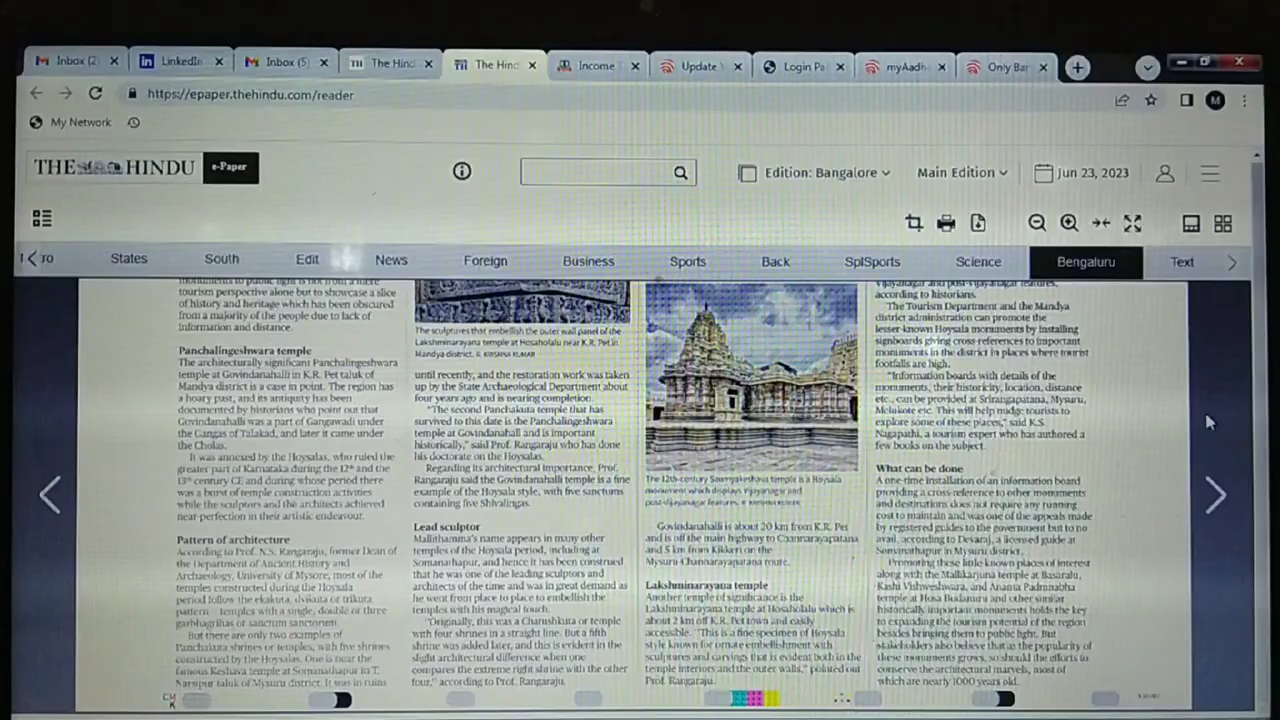 Inbox (2
LinkedIn
Inbox (5
The Hind
The Hind
Income T
Update
Login Pa
myAadh
Only Bar
https://epaper.thehindu.com/reader
M
My Network
THE HINDU
e-Paper
Edition: Bangalore
Main Edition
Jun 23, 2023
States
South
Edit
News
Foreign
Business
Sports
Back
SplSports
Science
Bengaluru
Text
tourism perspective alone but to showcase a slice
of history and heritage which has been obscured
from a majority of the people due to lack of
information and distance.
Panchalingeshwara temple
The architecturally significant Panchalingeshwara
temple at Govindanahalli in K.R. Pet taluk of
Mandya district is a case in point. The region has
a hoary past, and its antiquity has been
documented by historians who point out that
Govindanahalli was a part of Gangawadi under
the Gangas of Talakad, and later it came under
the Cholas.
It was annexed by the Hoysalas, who ruled the
greater part of Karnataka during the 12th and the
13th century CE and during whose period there
was a burst of temple construction activities
while the sculptors and the architects achieved
near-perfection in their artistic endeavour.
Pattern of architecture
According to Prof. N.S. Rangaraju, former Dean of
the Department of Ancient History and
Archaeology, University of Mysore, most of the
temples constructed during the Hoysala
period follow the ekakuta, dvikuta or trikuta
pattern temples with a single, double or three
garbhagrihas or sanctum sanctorum.
But there are only two examples of
Panchakuta shrines or temples, with five shrines
constructed by the Hoysalas. One is near the
famous Keshava temple at Somanathapur in T.
Narsipur taluk of Mysuru district. It was in ruins
The sculptures that embellish the outer wall panel of the
Lakshminarayana temple at Hosaholalu near K.R. Pet in
Mandya district. KRISHNA KUMAR
until recently, and the restoration work was taken
up by the State Archaeological Department about
four years ago and is nearing completion.
"The second Panchakuta temple that has
survived to this date is the Panchalingeshwara
temple at Govindanahalli and is important
historically," said Prof. Rangaraju who has done
his doctorate on the Hoysalas.
Regarding its architectural importance, Prof.
Rangaraju said the Govindanahalli temple is a fine
example of the Hoysala style, with five sanctums
containing five Shivalingas.
Lead sculptor
Mallithamma's name appears in many other
temples of the Hoysala period, including at
Somanathapur, and hence it has been construed
that he was one of the leading sculptors and
architects of the time and was in great demand as
he went from place to place to embellish the
temples with his magical touch.
"Originally, this was a Charushkuta or temple
with four shrines in a straight line. But a fifth
shrine was added later, and this is evident in the
slight architectural difference when one
compares the extreme right shrine with the other
four," according to Prof. Rangaraju.
The 12th-century Saumyakeshava temple is a Hoysala
monument which displays Vijayanagar and
post-Vijayanagar features. KRISHNA KUMAR
Govindanahalli is about 20 km from K.R. Pet
and is off the main highway to Channarayapatana
and 5 km from Kikkeri on the
Mysuru-Channarayapatana route.
Lakshminarayana temple
Another temple of significance is the
Lakshminarayana temple at Hosaholalu which is
about 2 km off K.R. Pet town and easily
accessible. "This is a fine specimen of Hoysala
style known for ornate embellishment with
sculptures and carvings that is evident both in the
temple interiors and the outer walls," pointed out
Prof. Rangaraju.
Vijayanagar and post-Vijayanagar features,
according to historians.
The Tourism Department and the Mandya
district administration can promote the
lesser-known Hoysala monuments by installing
signboards giving cross-references to important
monuments in the district in places where tourist
footfalls are high.
"Information boards with details of the
monuments, their historicity, location, distance
etc., can be provided at Srirangapatana, Mysuru,
Melukote etc. This will help nudge tourists to
explore some of these places," said K.S.
Nagapathi, a tourism expert who has authored a
few books on the subject.
What can be done
A one-time installation of an information board
providing a cross-reference to other monuments
and destinations does not require any running
cost to maintain and was one of the appeals made
by registered guides to the government but to no
avail, according to Devaraj, a licensed guide at
Somanathapur in Mysuru district.
Promoting these little known places of interest
along with the Mallikarjuna temple at Basaralu,
Kashi Vishweshwara, and Ananta Padmnabha
temple at Hosa Budanuru and other similar
historically important monuments holds the key
to expanding the tourism potential of the region
besides bringing them to public light. But
stakeholders also believe that as the popularity of
these monuments grows, so should the efforts to
conserve the architectural marvels, most of
which are nearly 1000 years old.
CM
K